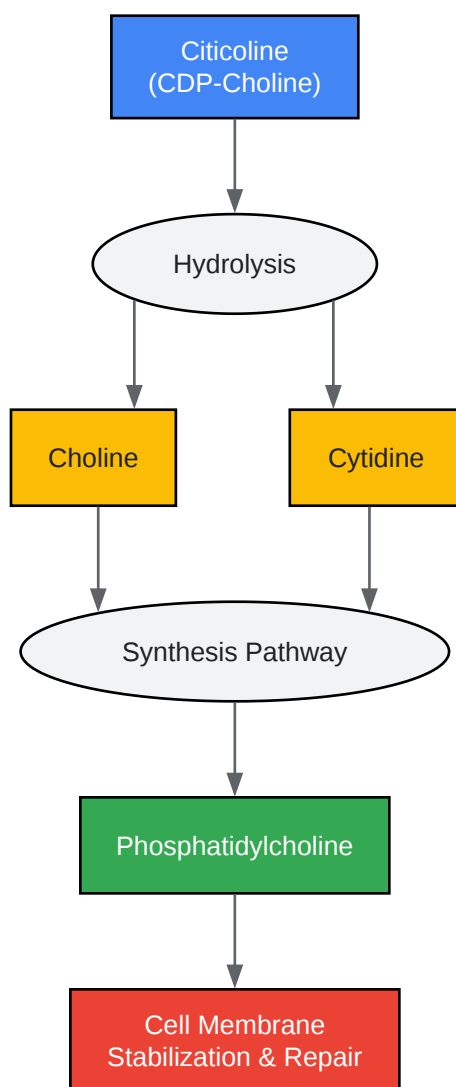 Citicoline
(CDP-Choline)
Hydrolysis
Choline
Cytidine
Synthesis Pathway
Phosphatidylcholine
Cell Membrane
Stabilization & Repair